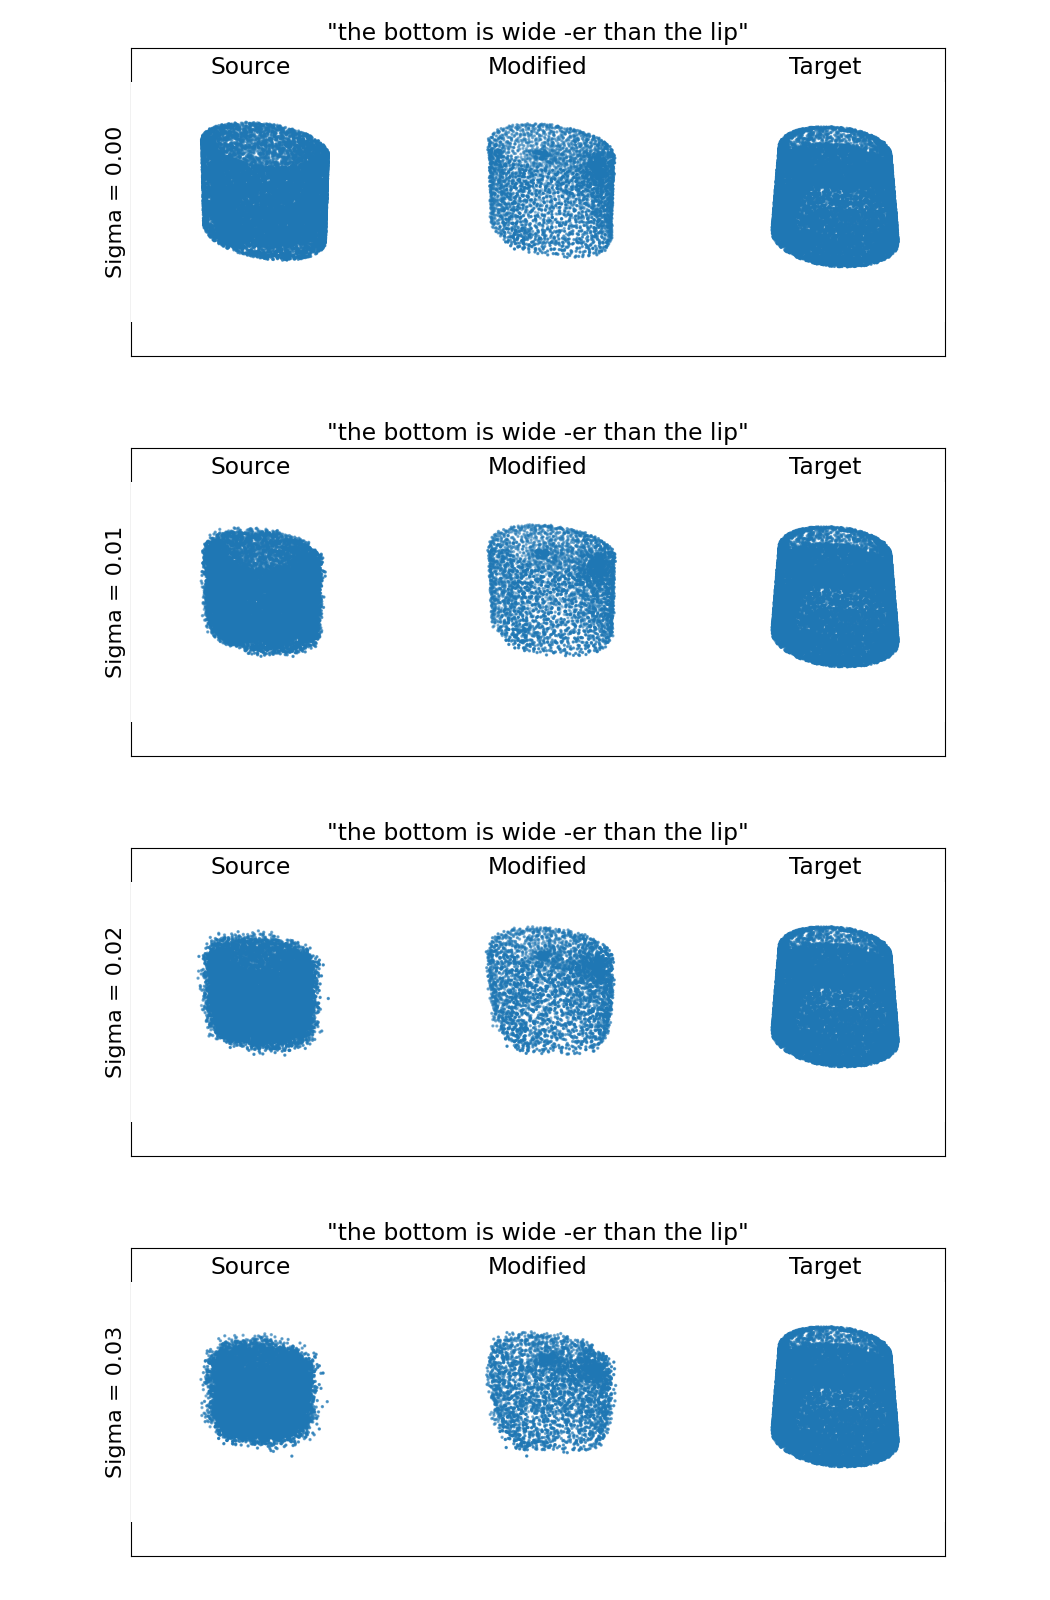 "the bottom is wide -er than the lip"
Source Modified Target
Sigma = 0.00
"the bottom is wide -er than the lip"
Source Modified Target
Sigma = 0.01
"the bottom is wide -er than the lip"
Source Modified Target
Sigma = 0.02
"the bottom is wide -er than the lip"
Source Modified Target
Sigma = 0.03